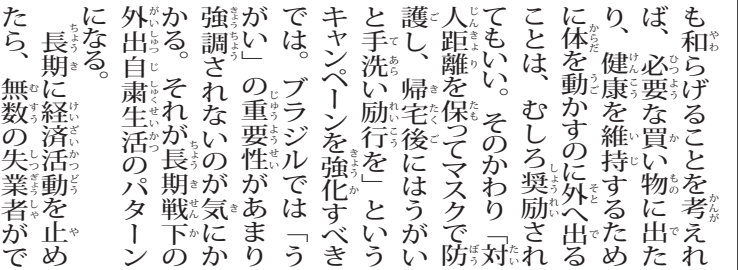 も和らげることを考えれ
ば、必要な買い物に出た
り、健康を維持するため
に体を動かすのに外へ出る
ことは、むしろ奨励され
てもいい。そのかわり「対
人距離を保ってマスクで防
護し、帰宅後にはうがい
と手洗い励行を」という
キャンペーンを強化すべき
では。ブラジルでは「う
がい」の重要性があまり
強調されないのが気にか
かる。それが長期戦下の
外出自粛生活のパターン
になる。
長期に経済活動を止め
たら、無数の失業者がで